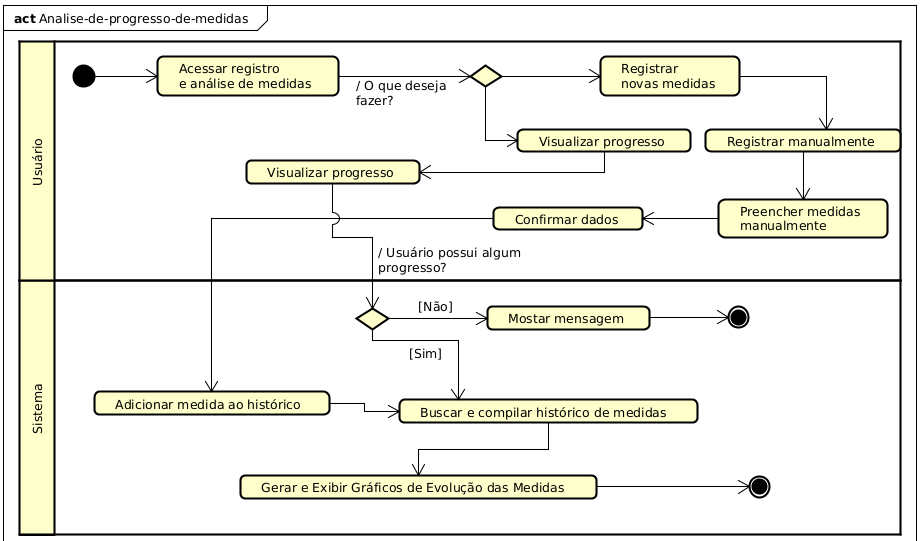 act Analise-de-progresso-de-medidas
Usuário
Acessar registro
e análise de medidas
/ O que deseja
fazer?
Registrar
novas medidas
Visualizar progresso
Registrar manualmente
Visualizar progresso
Preencher medidas
manualmente
Confirmar dados
/ Usuário possui algum
progresso?
Sistema
[Não]
Mostar mensagem
[Sim]
Adicionar medida ao histórico
Buscar e compilar histórico de medidas
Gerar e Exibir Gráficos de Evolução das Medidas